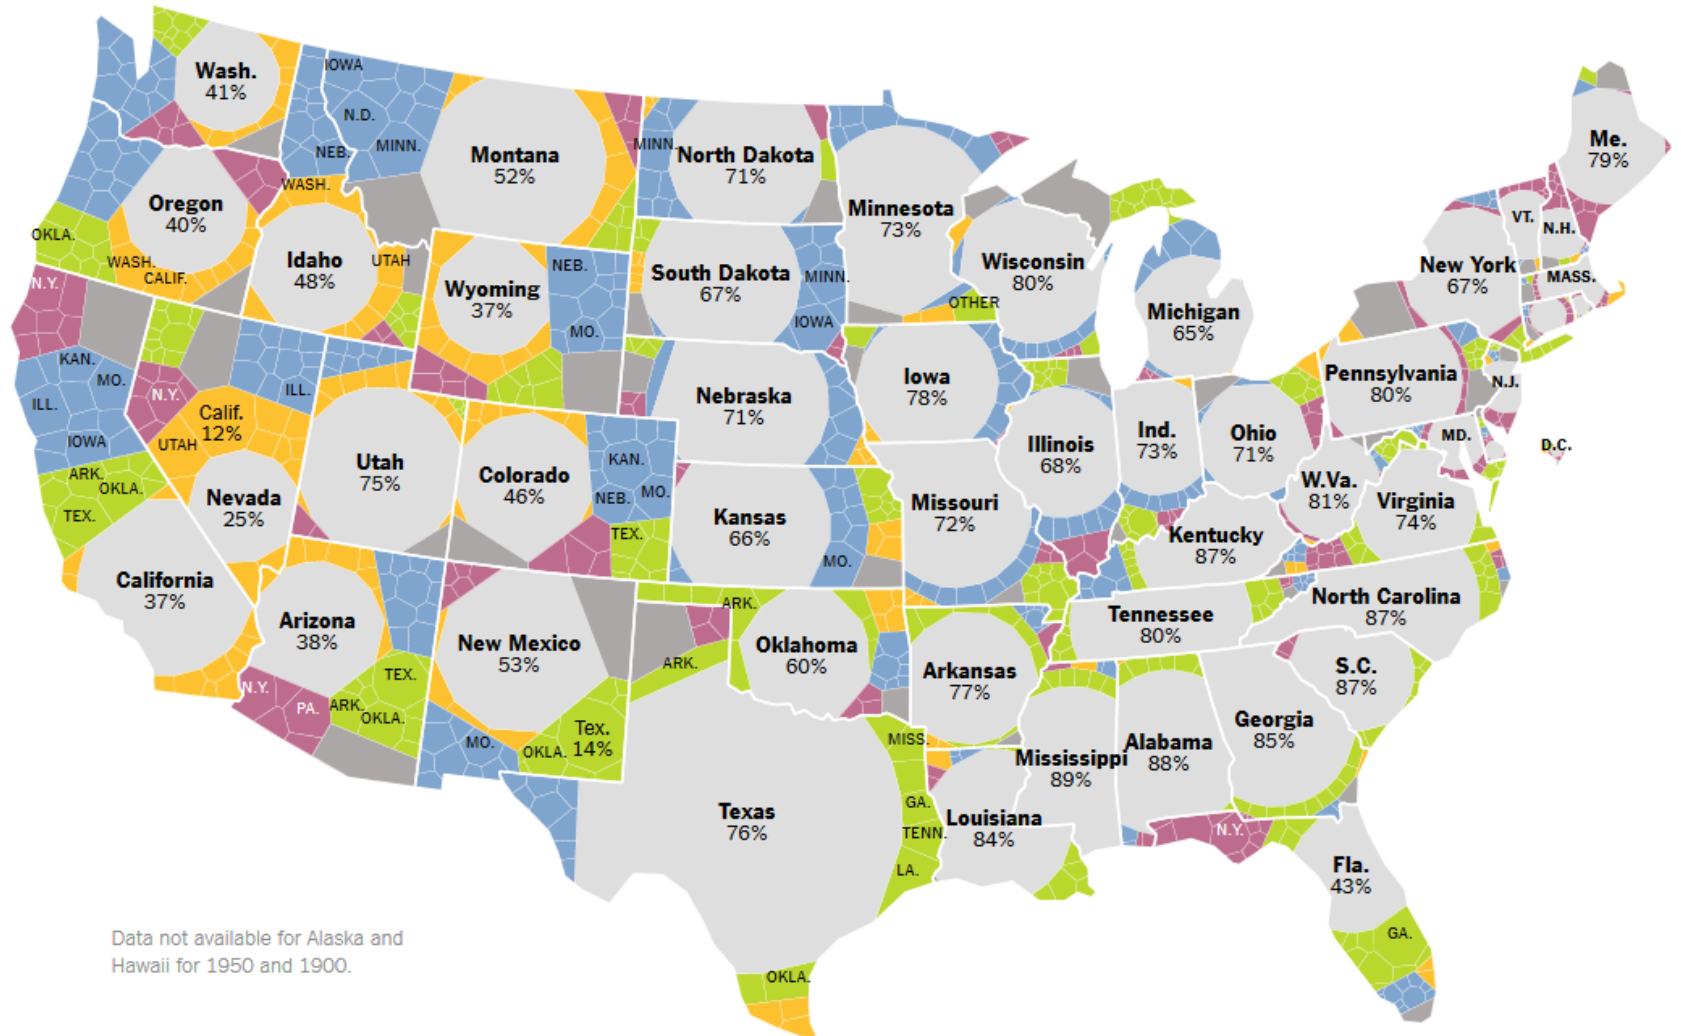 Wash.
41%
IOWA
N.D.
NEB.
MINN.
Montana
52%
MINN.
North Dakota
71%
Minnesota
73%
Me.
79%
Oregon
40%
WASH.
OKLA.
WASH.
CALIF.
Idaho
48%
UTAH
Wyoming
37%
NEB.
MO.
South Dakota
67%
MINN.
IOWA
OTHER
Wisconsin
80%
Michigan
65%
VT.
N.H.
New York
67%
MASS.
N.Y.
KAN.
MO.
ILL.
IOWA
ARK.
OKLA.
TEX.
N.Y.
ILL.
Calif.
12%
UTAH
Nevada
25%
Utah
75%
Colorado
46%
KAN.
NEB.
MO.
TEX.
Nebraska
71%
Iowa
78%
Kansas
66%
MO.
Missouri
72%
Illinois
68%
Ind.
73%
Ohio
71%
Pennsylvania
80%
N.J.
MD.
D.C.
W.Va.
81%
Virginia
74%
Kentucky
87%
California
37%
Arizona
38%
N.Y.
PA.
ARK.
TEX.
OKLA.
New Mexico
53%
MO.
OKLA.
Tex.
14%
ARK.
ARK.
Oklahoma
60%
Arkansas
77%
Tennessee
80%
North Carolina
87%
S.C.
87%
Georgia
85%
Alabama
88%
Mississippi
89%
MISS.
GA.
TENN.
LA.
Louisiana
84%
Texas
76%
OKLA.
N.Y.
Fla.
43%
GA.
Data not available for Alaska and
Hawaii for 1950 and 1900.